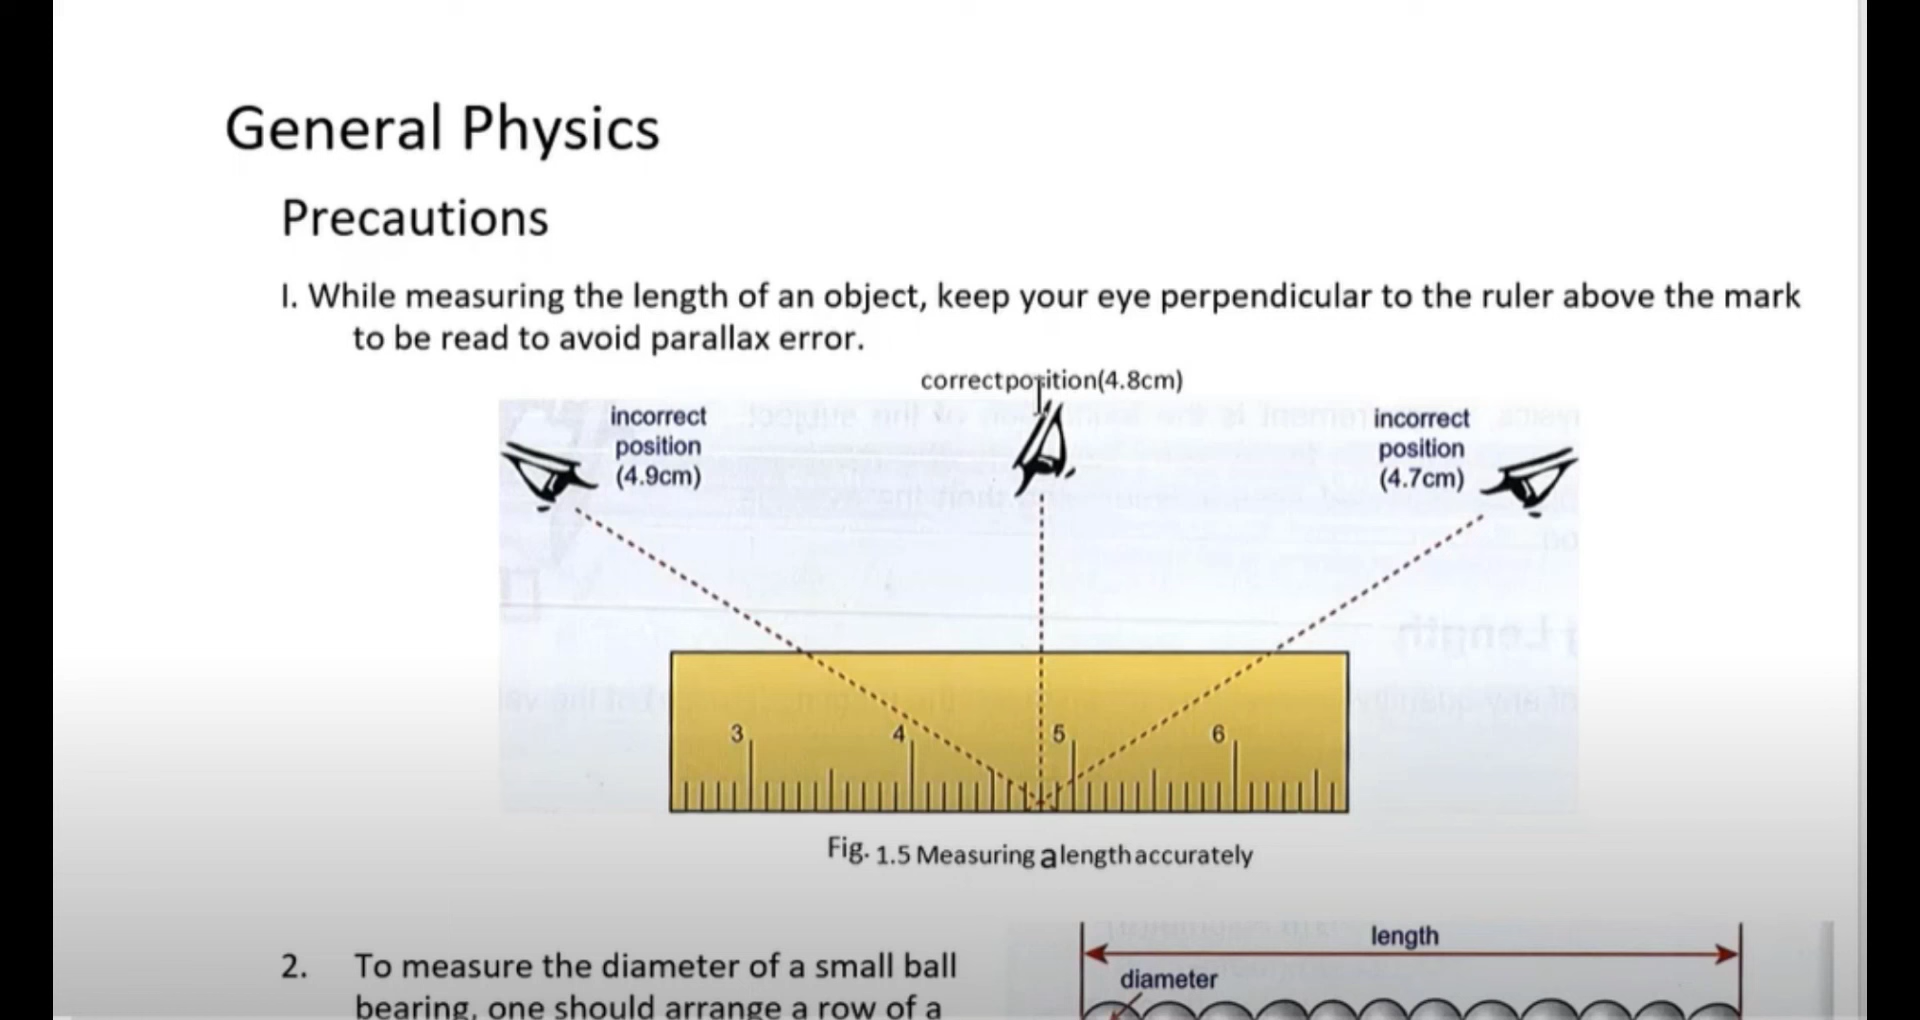 General Physics
Precautions
I. While measuring the length of an object, keep your eye perpendicular to the ruler above the mark
to be read to avoid parallax error.
correct position(4.8cm)
incorrect
position
(4.9cm)
incorrect
position
(4.7cm)
3 4 5 6
Fig. 1.5 Measuring a length accurately
2. To measure the diameter of a small ball
bearing, one should arrange a row of a
length
diameter